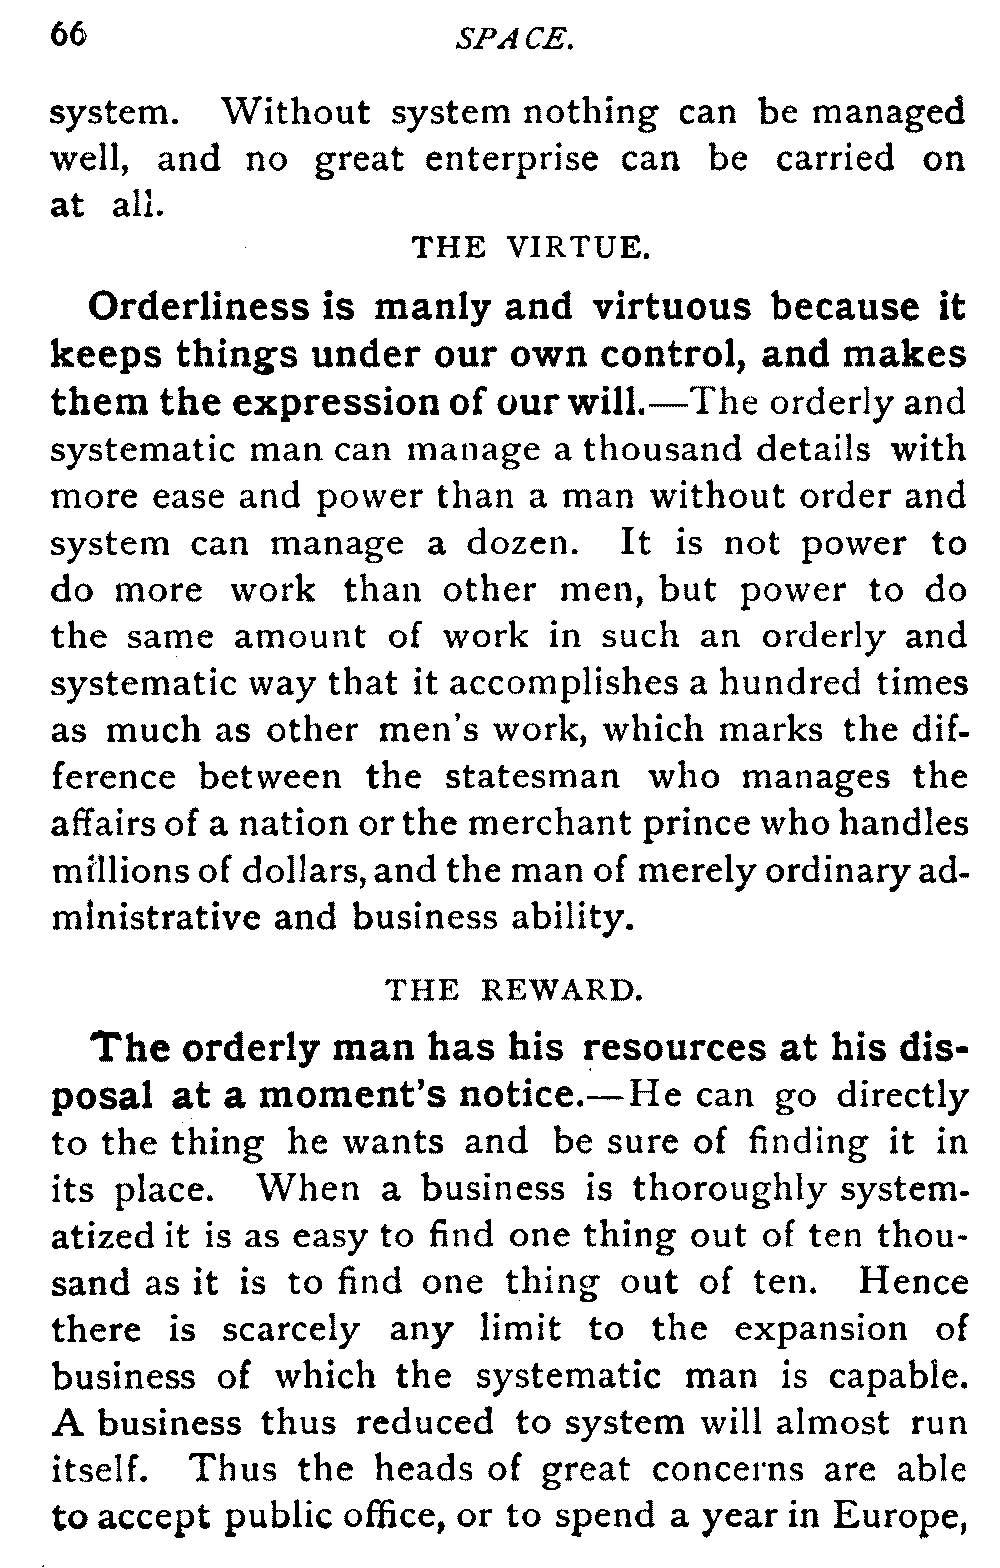 66 SPACE.
system. Without system nothing can be managed
well, and no great enterprise can be carried on
at all.
THE VIRTUE.
Orderliness is manly and virtuous because it
keeps things under our own control, and makes
them the expression of our will.—The orderly and
systematic man can manage a thousand details with
more ease and power than a man without order and
system can manage a dozen. It is not power to
do more work than other men, but power to do
the same amount of work in such an orderly and
systematic way that it accomplishes a hundred times
as much as other men's work, which marks the dif-
ference between the statesman who manages the
affairs of a nation or the merchant prince who handles
millions of dollars, and the man of merely ordinary ad-
ministrative and business ability.
THE REWARD.
The orderly man has his resources at his dis-
posal at a moment's notice.—He can go directly
to the thing he wants and be sure of finding it in
its place. When a business is thoroughly system-
atized it is as easy to find one thing out of ten thou-
sand as it is to find one thing out of ten. Hence
there is scarcely any limit to the expansion of
business of which the systematic man is capable.
A business thus reduced to system will almost run
itself. Thus the heads of great concerns are able
to accept public office, or to spend a year in Europe,